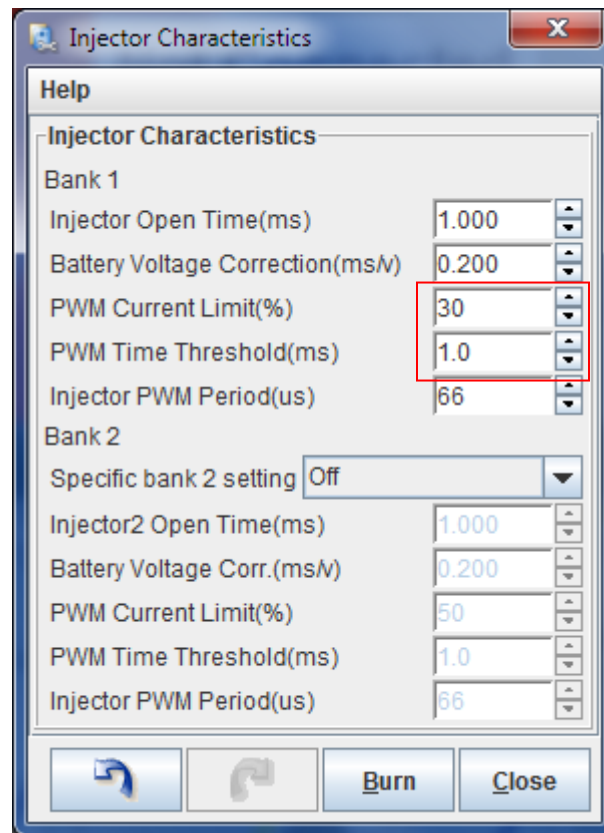 Injector Characteristics
Help
Injector Characteristics
Bank 1
Injector Open Time(ms) 1.000
Battery Voltage Correction(ms/v) 0.200
PWM Current Limit(%) 30
PWM Time Threshold(ms) 1.0
Injector PWM Period(us) 66
Bank 2
Specific bank 2 setting Off
Injector2 Open Time(ms) 1.000
Battery Voltage Corr.(ms/v) 0.200
PWM Current Limit(%) 50
PWM Time Threshold(ms) 1.0
Injector PWM Period(us) 66
Burn Close